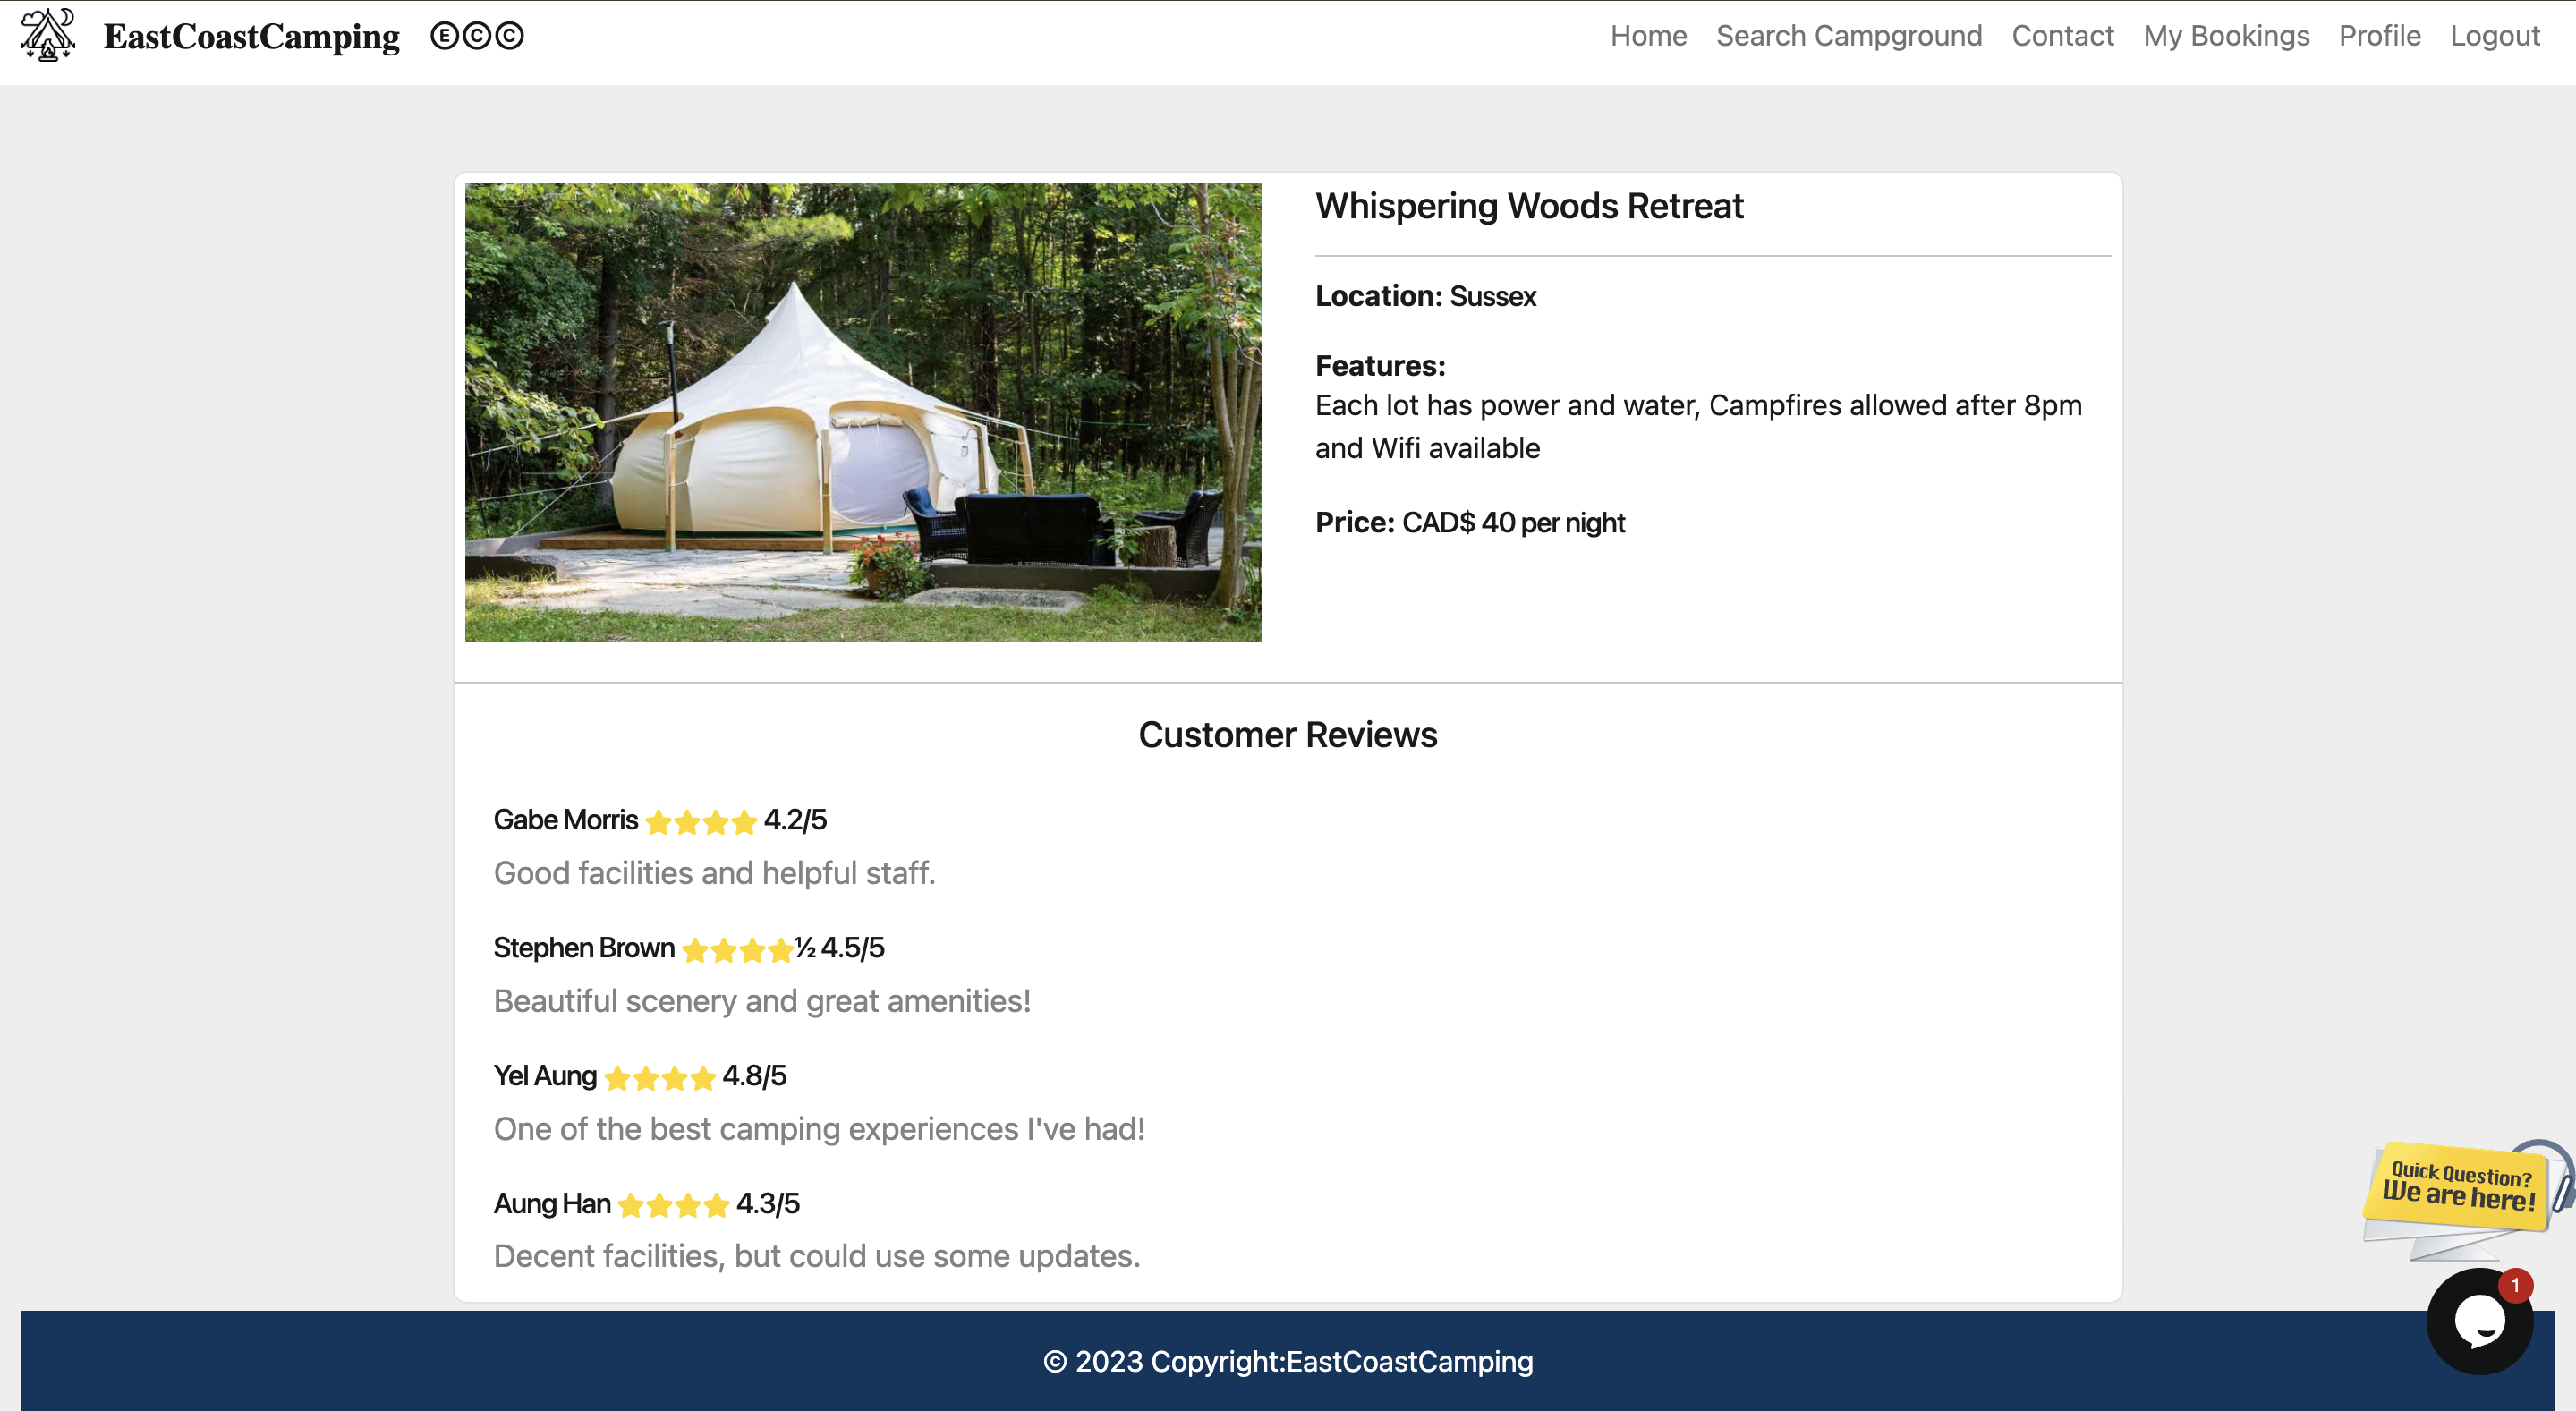 EastCoastCamping ⒺⒸⒸ
Home Search Campground Contact My Bookings Profile Logout
Whispering Woods Retreat
Location: Sussex
Features:
Each lot has power and water, Campfires allowed after 8pm
and Wifi available
Price: CAD$ 40 per night
Customer Reviews
Gabe Morris ⭐⭐⭐⭐ 4.2/5
Good facilities and helpful staff.
Stephen Brown ⭐⭐⭐⭐½ 4.5/5
Beautiful scenery and great amenities!
Yel Aung ⭐⭐⭐⭐ 4.8/5
One of the best camping experiences I've had!
Aung Han ⭐⭐⭐⭐ 4.3/5
Decent facilities, but could use some updates.
Quick Question?
We are here!
1
© 2023 Copyright:EastCoastCamping